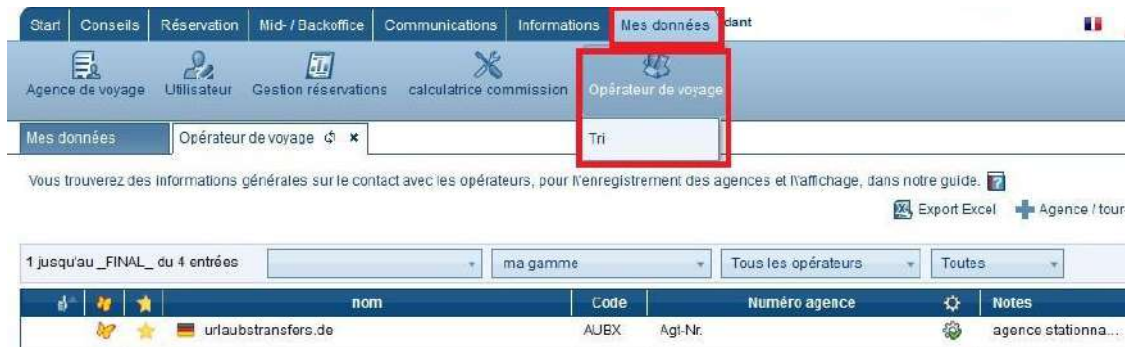 Start Conseils Réservation Mid- / Backoffice Communications Informations Mes données dant
Agence de voyage Utilisateur Gestion réservations calculatrice commission Opérateur de voyage
Mes données Opérateur de voyage Tri
Vous trouverez des informations générales sur le contact avec les opérateurs, pour l\'enregistrement des agences et l\'affichage, dans notre guide.
Export Excel Agence / tour
1 jusqu'au _FINAL_ du 4 entrées ma gamme Tous les opérateurs Toutes
nom Code Numéro agence Notes
urlaubstransfers.de AUBX Agt-Nr. agence stationna...